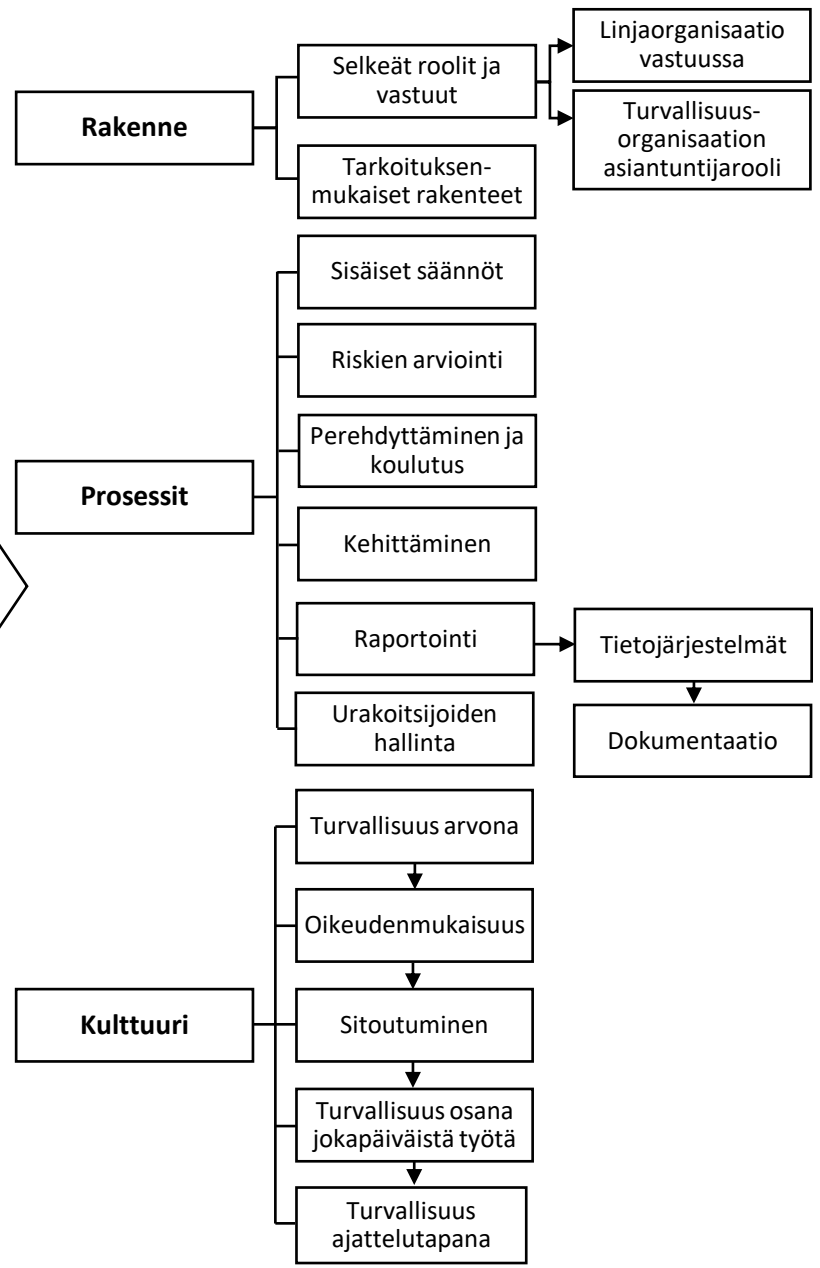 Rakenne
Selkeät roolit ja
vastuut
Linjaorganisaatio
vastuussa
Turvallisuus-
organisaation
asiantuntijarooli
Tarkoituksen-
mukaiset rakenteet
Prosessit
Sisäiset säännöt
Riskien arviointi
Perehdyttäminen ja
koulutus
Kehittäminen
Raportointi
Tietojärjestelmät
Dokumentaatio
Urakoitsijoiden
hallinta
Kulttuuri
Turvallisuus arvona
Oikeudenmukaisuus
Sitoutuminen
Turvallisuus osana
jokapäiväistä työtä
Turvallisuus
ajattelutapana